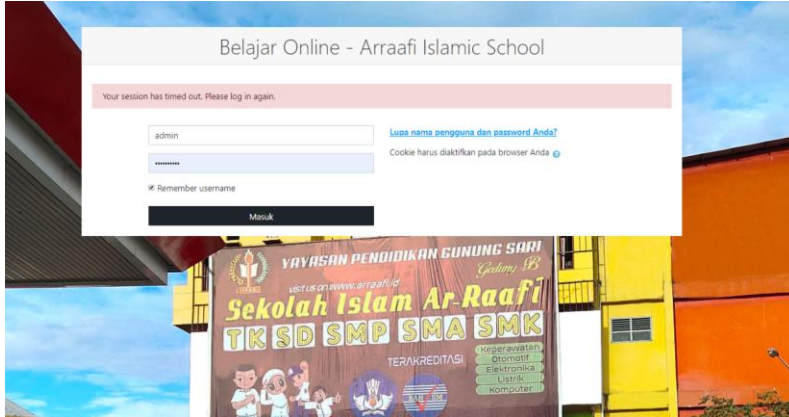 Belajar Online - Arraafi Islamic School
Your session has timed out. Please log in again.
admin
Lupa nama pengguna dan password Anda?
••••••••••
Cookie harus diaktifkan pada browser Anda
Remember username
Masuk
YAYASAN PENDIDIKAN GUNUNG SARI
Gedung
visit us on www.arraafi.id
Sekolah Islam Ar-Raafi
TK SD SMP SMA SMK
TERAKREDITASI
Keperawatan
Otomotif
Elektronika
Listrik
Komputer